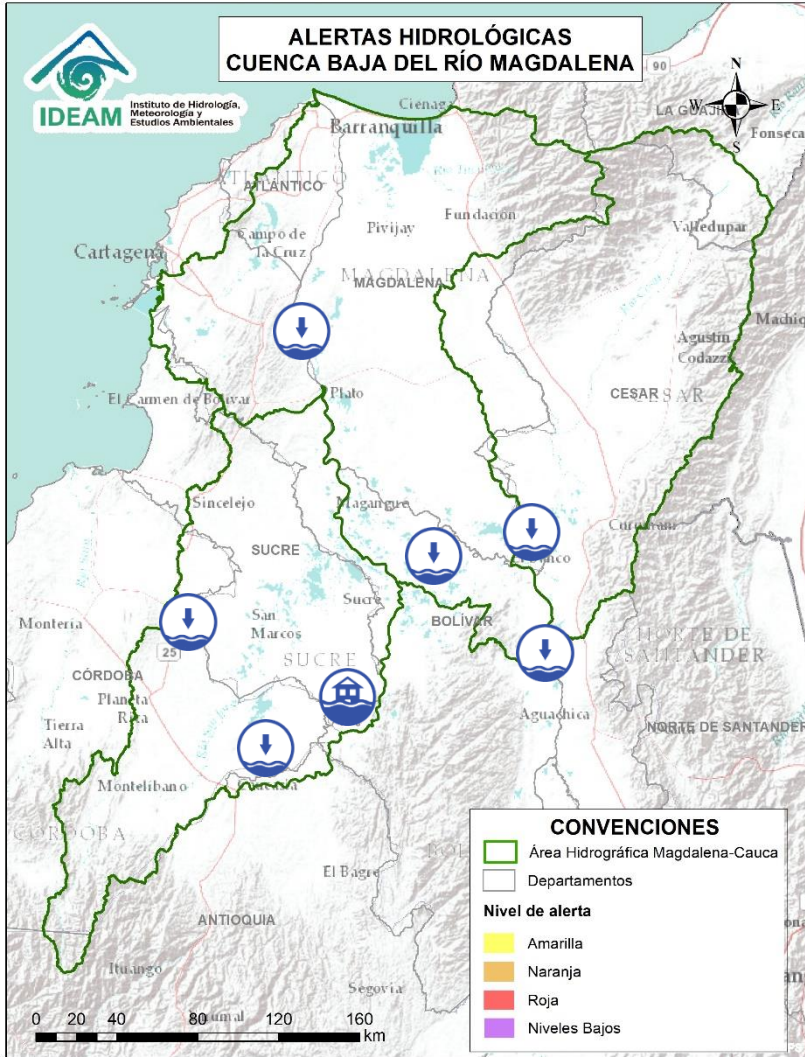 ALERTAS HIDROLÓGICAS
CUENCA BAJA DEL RÍO MAGDALENA
IDEAM
Instituto de Hidrología,
Meteorología y
Estudios Ambientales
N
W
E
S
90
LA GUAJIRA
Fonseca
Ciénaga
Barranquilla
ATLÁNTICO
ATLÁNTICO
Campo de
la Cruz
Pivijay
Fundación
Valledupar
Cartagena
MAGDALENA
MAGDALENA
Agustín
Codazzi
CESAR
CESAR
El Carmen de Bolívar
Plato
Sincelejo
Magangué
SUCRE
Sucre
San
Marcos
SUCRE
BOLÍVAR
Montería
25
CÓRDOBA
Planeta
Rica
Tierra
Alta
Aguachica
NORTE DE
SANTANDER
NORTE DE SANTANDER
Montelíbano
CÓRDOBA
El Bagre
ANTIOQUIA
Ituango
Segovia
0 20 40 80 120 160
km
CONVENCIONES
Área Hidrográfica Magdalena-Cauca
Departamentos
Nivel de alerta
Amarilla
Naranja
Roja
Niveles Bajos